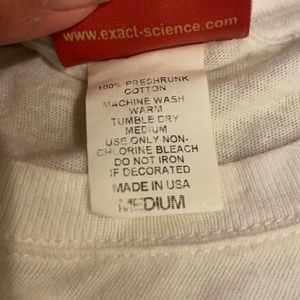 www.exact-science.com
100% PRESHRUNK
COTTON
MACHINE WASH
WARM
TUMBLE DRY
MEDIUM
USE ONLY NON-
CHLORINE BLEACH
DO NOT IRON
IF DECORATED
MADE IN USA
MEDIUM